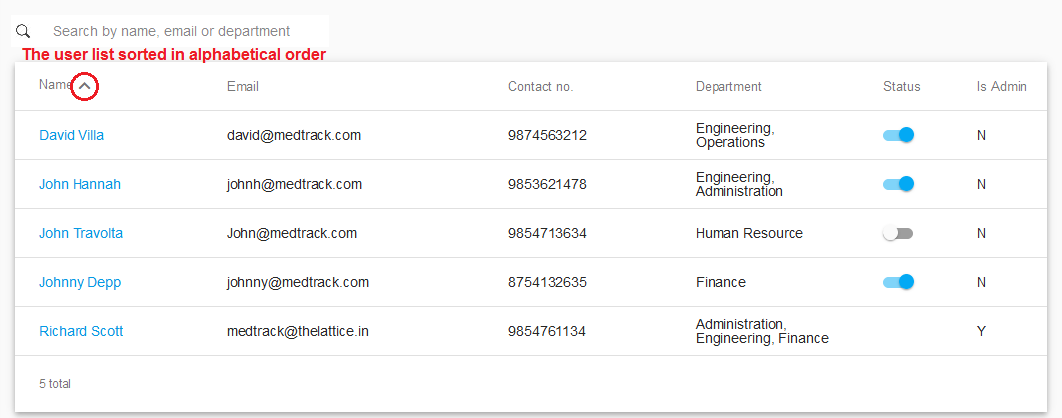 Search by name, email or department
The user list sorted in alphabetical order
Name Email Contact no. Department Status Is Admin
David Villa david@medtrack.com 9874563212 Engineering, Operations N
John Hannah johnh@medtrack.com 9853621478 Engineering, Administration N
John Travolta John@medtrack.com 9854713634 Human Resource N
Johnny Depp johnny@medtrack.com 8754132635 Finance N
Richard Scott medtrack@thelattice.in 9854761134 Administration, Engineering, Finance Y
5 total